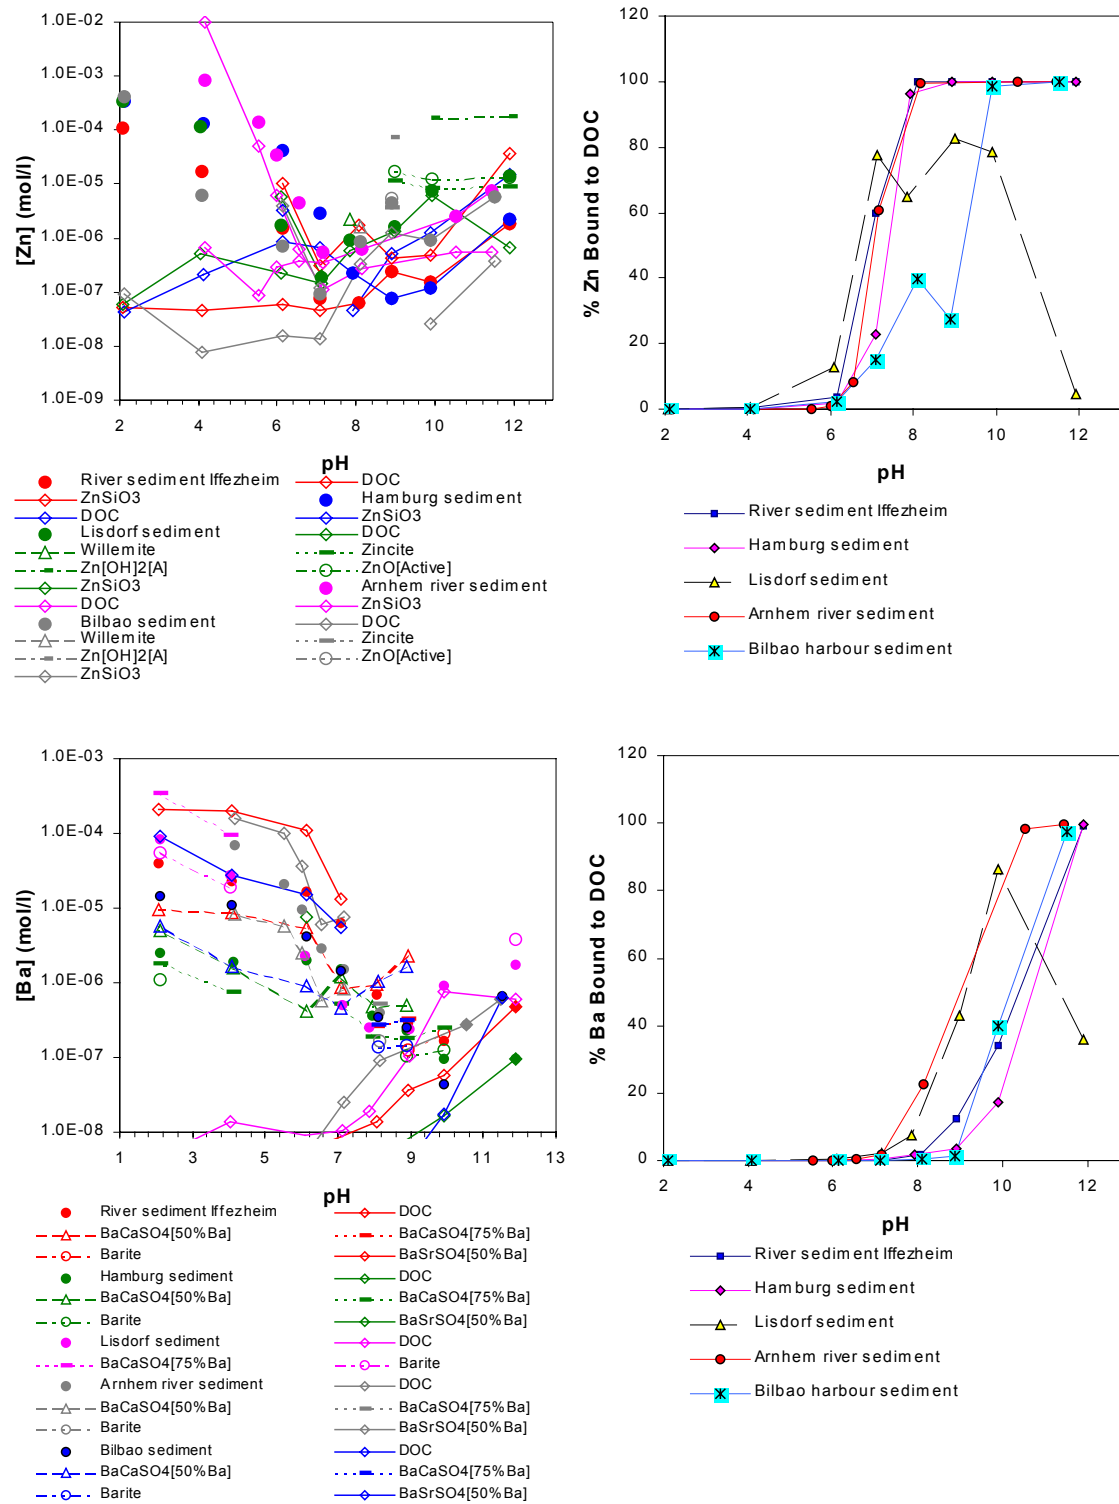 1.0E-02
1.0E-03
1.0E-04
1.0E-05
1.0E-06
1.0E-07
1.0E-08
1.0E-09
[Zn] (mol/l)
2 4 6 8 10 12
pH
River sediment Iffezheim DOC
ZnSiO3 Hamburg sediment
DOC ZnSiO3
Lisdorf sediment DOC
Willemite Zincite
Zn[OH]2[A] ZnO[Active]
ZnSiO3 Arnhem river sediment
DOC ZnSiO3
Bilbao sediment DOC
Willemite Zincite
Zn[OH]2[A] ZnO[Active]
ZnSiO3
120
100
80
60
40
20
0
% Zn Bound to DOC
2 4 6 8 10 12
pH
River sediment Iffezheim
Hamburg sediment
Lisdorf sediment
Arnhem river sediment
Bilbao harbour sediment
1.0E-03
1.0E-04
1.0E-05
1.0E-06
1.0E-07
1.0E-08
[Ba] (mol/l)
1 3 5 7 9 11 13
pH
River sediment Iffezheim DOC
BaCaSO4[50%Ba] BaCaSO4[75%Ba]
Barite BaSrSO4[50%Ba]
Hamburg sediment DOC
BaCaSO4[50%Ba] BaCaSO4[75%Ba]
Barite BaSrSO4[50%Ba]
Lisdorf sediment DOC
BaCaSO4[75%Ba] Barite
Arnhem river sediment DOC
BaCaSO4[50%Ba] BaCaSO4[75%Ba]
Barite BaSrSO4[50%Ba]
Bilbao sediment DOC
BaCaSO4[50%Ba] BaCaSO4[75%Ba]
Barite BaSrSO4[50%Ba]
120
100
80
60
40
20
0
% Ba Bound to DOC
2 4 6 8 10 12
pH
River sediment Iffezheim
Hamburg sediment
Lisdorf sediment
Arnhem river sediment
Bilbao harbour sediment